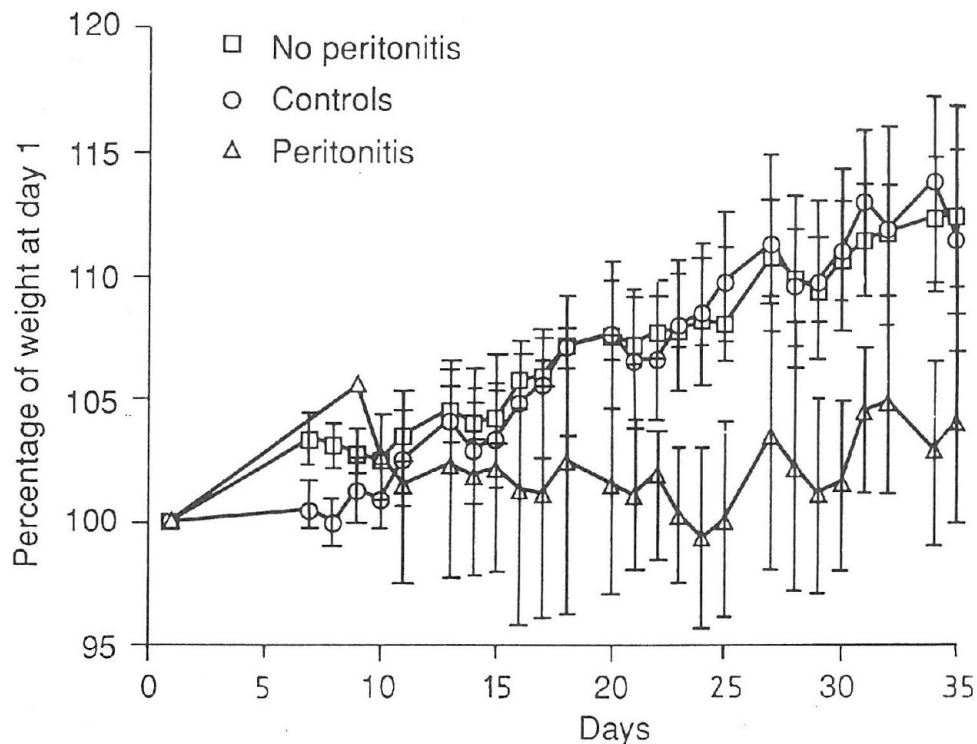 120
115
110
105
100
95
Percentage of weight at day 1
No peritonitis
Controls
Peritonitis
0 5 10 15 20 25 30 35
Days